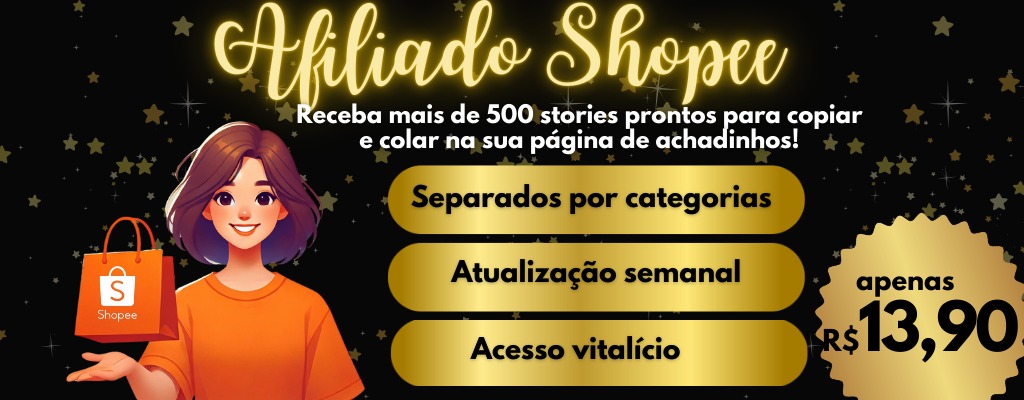 Afiliado Shopee
Receba mais de 500 stories prontos para copiar
e colar na sua página de achadinhos!
Separados por categorias
Atualização semanal
Acesso vitalício
S
Shopee
apenas
R$13,90